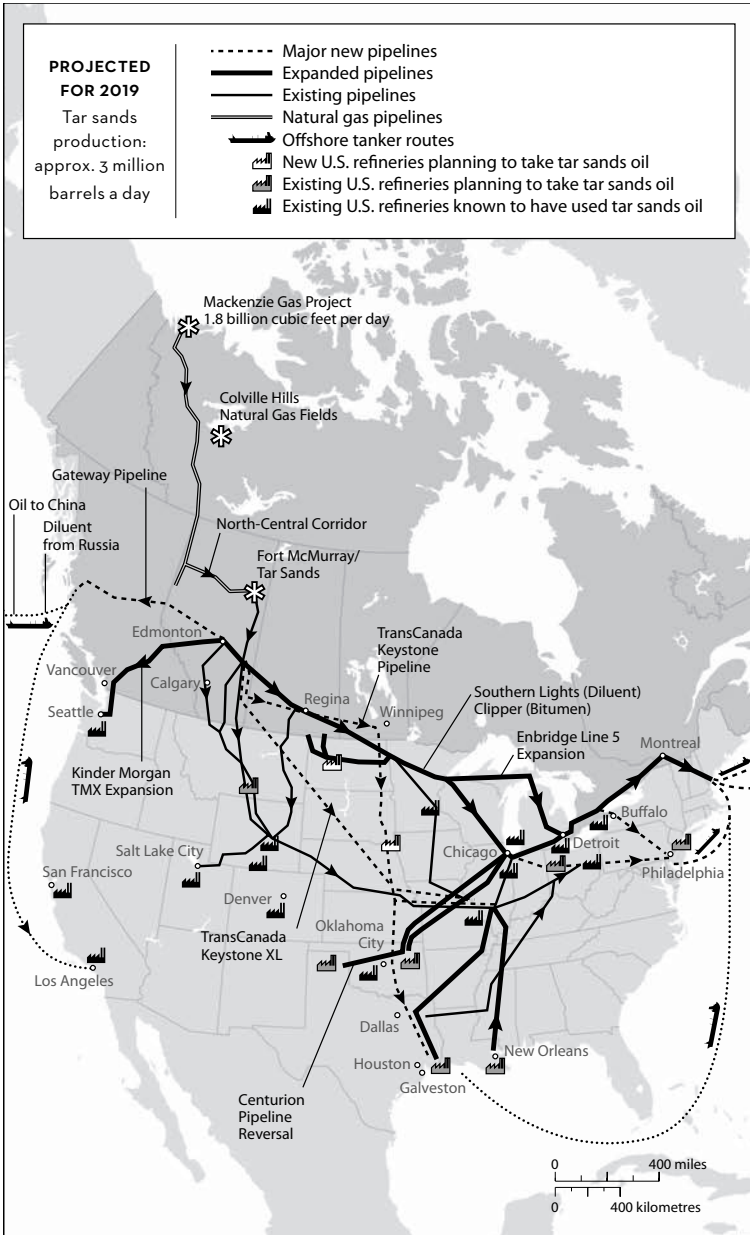 PROJECTED
FOR 2019
Tar sands
production:
approx. 3 million
barrels a day
Major new pipelines
Expanded pipelines
Existing pipelines
Natural gas pipelines
Offshore tanker routes
New U.S. refineries planning to take tar sands oil
Existing U.S. refineries planning to take tar sands oil
Existing U.S. refineries known to have used tar sands oil
Mackenzie Gas Project
1.8 billion cubic feet per day
Colville Hills
Natural Gas Fields
Gateway Pipeline
Oil to China
Diluent
from Russia
North-Central Corridor
Fort McMurray/
Tar Sands
Edmonton
TransCanada
Keystone
Pipeline
Vancouver
Calgary
Regina
Winnipeg
Southern Lights (Diluent)
Clipper (Bitumen)
Seattle
Enbridge Line 5
Expansion
Montreal
Kinder Morgan
TMX Expansion
Buffalo
Salt Lake City
Chicago
Detroit
San Francisco
Philadelphia
Denver
Oklahoma
City
TransCanada
Keystone XL
Los Angeles
Dallas
New Orleans
Houston
Galveston
Centurion
Pipeline
Reversal
0
400 miles
0
400 kilometres